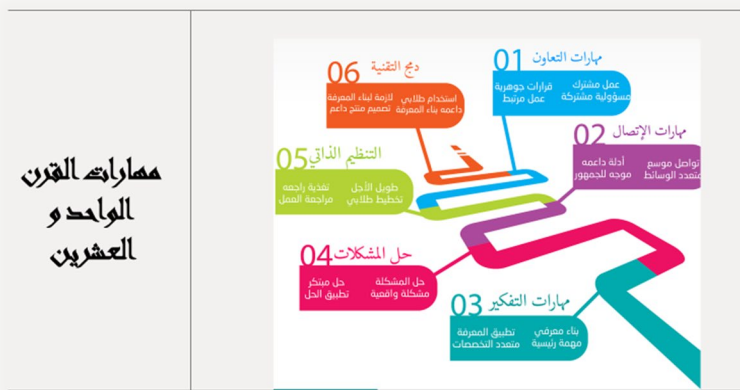 مهارات القرن
الواحد و
العشرين
01 مهارات التعاون
عمل مشترك قرارات جوهرية
مسؤولية مشتركة عمل مرتبط
02 مهارات الإتصال
تواصل موسع أدلة داعمه
متعدد الوسائط موجه للجمهور
03 مهارات التفكير
بناء معرفي تطبيق المعرفة
مهمة رئيسية متعدد التخصصات
04 حل المشكلات
حل المشكلة حل مبتكر
مشكلة واقعية تطبيق الحل
05 التنظيم الذاتي
طويل الأجل تغذية راجعه
تخطيط طلابي مراجعة العمل
06 دمج التقنية
استخدام طلابي لازمة لبناء المعرفة
داعمه بناء المعرفة تصميم منتج داعم